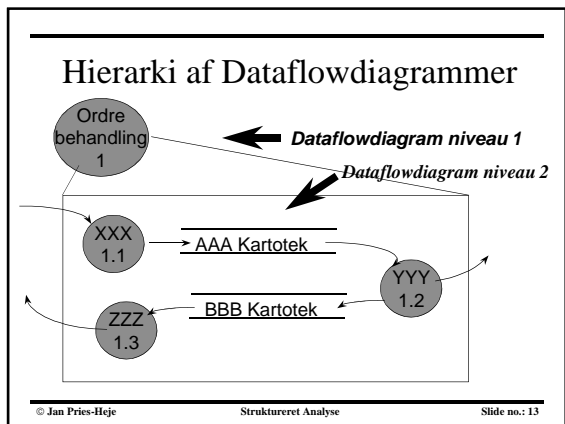 Hierarki af Dataflowdiagrammer
Ordre
behandling
1
Dataflowdiagram niveau 1
Dataflowdiagram niveau 2
XXX
1.1
AAA Kartotek
YYY
1.2
BBB Kartotek
ZZZ
1.3
© Jan Pries-Heje Struktureret Analyse Slide no.: 13